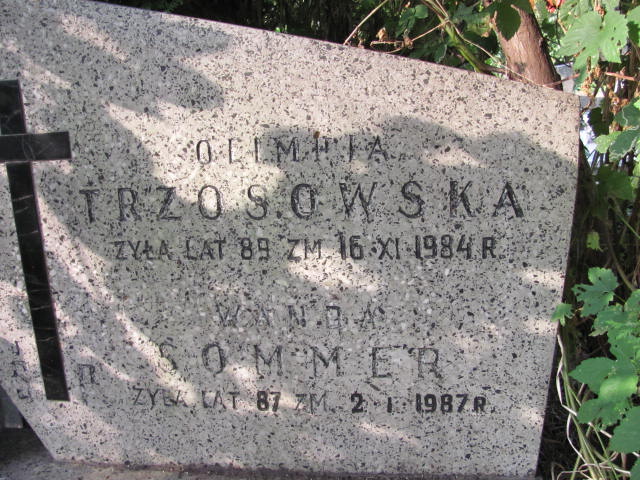 OLIMPIA
TRZOSOWSKA
ŻYŁA LAT 89 ZM 16·XI 1984 R.
WANDA
SOMMER
ŻYŁA LAT 87 ZM. 2·I 1987 R.